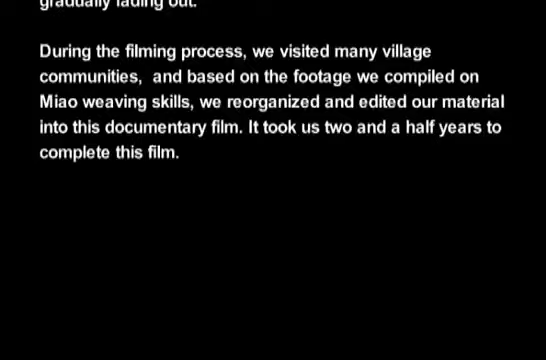 gradually fading out.
During the filming process, we visited many village
communities,  and based on the footage we compiled on
Miao weaving skills, we reorganized and edited our material
into this documentary film. It took us two and a half years to
complete this film.